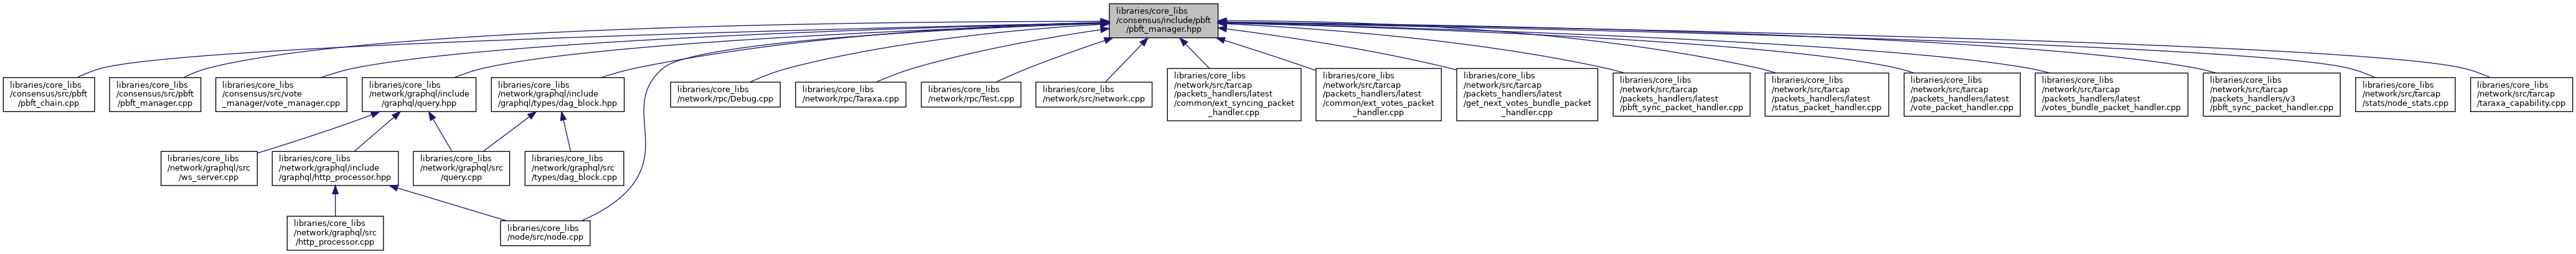 libraries/core_libs
/consensus/include/pbft
/pbft_manager.hpp
libraries/core_libs
/consensus/src/pbft
/pbft_chain.cpp
libraries/core_libs
/consensus/src/pbft
/pbft_manager.cpp
libraries/core_libs
/consensus/src/vote
_manager/vote_manager.cpp
libraries/core_libs
/network/graphql/include
/graphql/query.hpp
libraries/core_libs
/network/graphql/include
/graphql/types/dag_block.hpp
libraries/core_libs
/network/rpc/Debug.cpp
libraries/core_libs
/network/rpc/Taraxa.cpp
libraries/core_libs
/network/rpc/Test.cpp
libraries/core_libs
/network/src/network.cpp
libraries/core_libs
/network/src/tarcap
/packets_handlers/latest
/common/ext_syncing_packet
_handler.cpp
libraries/core_libs
/network/src/tarcap
/packets_handlers/latest
/common/ext_votes_packet
_handler.cpp
libraries/core_libs
/network/src/tarcap
/packets_handlers/latest
/get_next_votes_bundle_packet
_handler.cpp
libraries/core_libs
/network/src/tarcap
/packets_handlers/latest
/pbft_sync_packet_handler.cpp
libraries/core_libs
/network/src/tarcap
/packets_handlers/latest
/status_packet_handler.cpp
libraries/core_libs
/network/src/tarcap
/packets_handlers/latest
/vote_packet_handler.cpp
libraries/core_libs
/network/src/tarcap
/packets_handlers/latest
/votes_bundle_packet_handler.cpp
libraries/core_libs
/network/src/tarcap
/packets_handlers/v3
/pbft_sync_packet_handler.cpp
libraries/core_libs
/network/src/tarcap
/stats/node_stats.cpp
libraries/core_libs
/network/src/tarcap
/taraxa_capability.cpp
libraries/core_libs
/network/graphql/src
/ws_server.cpp
libraries/core_libs
/network/graphql/include
/graphql/http_processor.hpp
libraries/core_libs
/network/graphql/src
/query.cpp
libraries/core_libs
/network/graphql/src
/types/dag_block.cpp
libraries/core_libs
/network/graphql/src
/http_processor.cpp
libraries/core_libs
/node/src/node.cpp